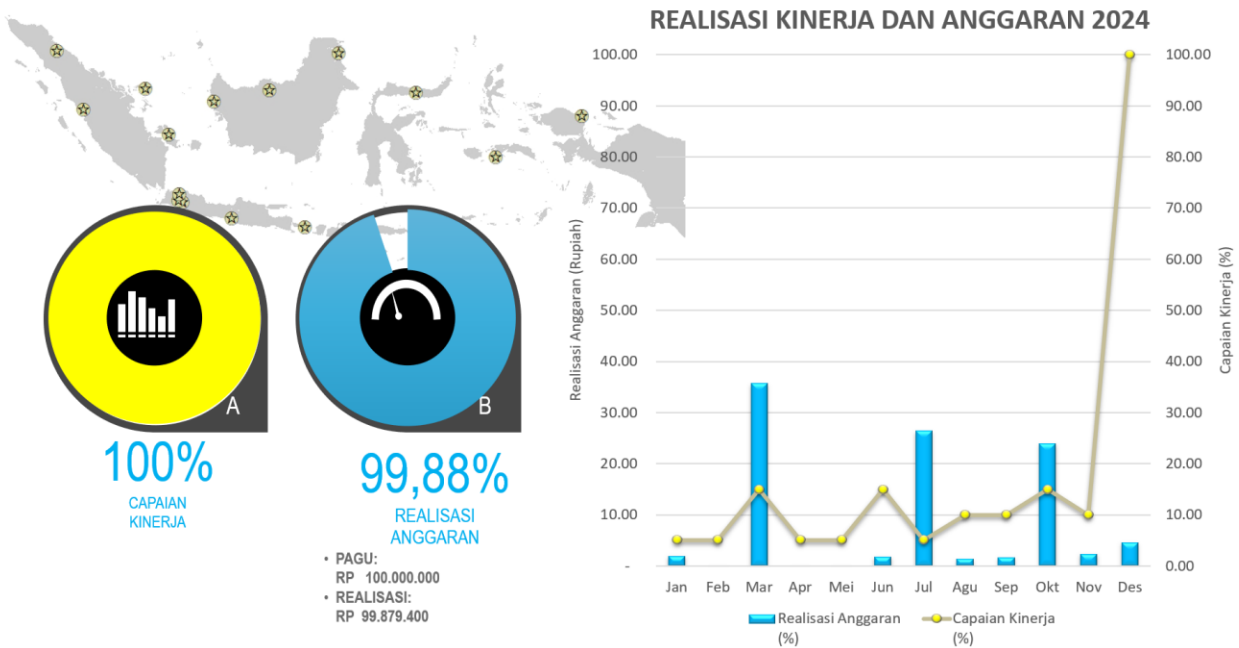 REALISASI KINERJA DAN ANGGARAN 2024
A
100%
CAPAIAN
KINERJA
B
99,88%
REALISASI
ANGGARAN
• PAGU:
RP 100.000.000
• REALISASI:
RP 99.879.400
Realisasi Anggaran (Rupiah)
100.00
90.00
80.00
70.00
60.00
50.00
40.00
30.00
20.00
10.00
-
Capaian Kinerja (%)
100.00
90.00
80.00
70.00
60.00
50.00
40.00
30.00
20.00
10.00
0.00
Jan Feb Mar Apr Mei Jun Jul Agu Sep Okt Nov Des
Realisasi Anggaran
(%)
Capaian Kinerja
(%)